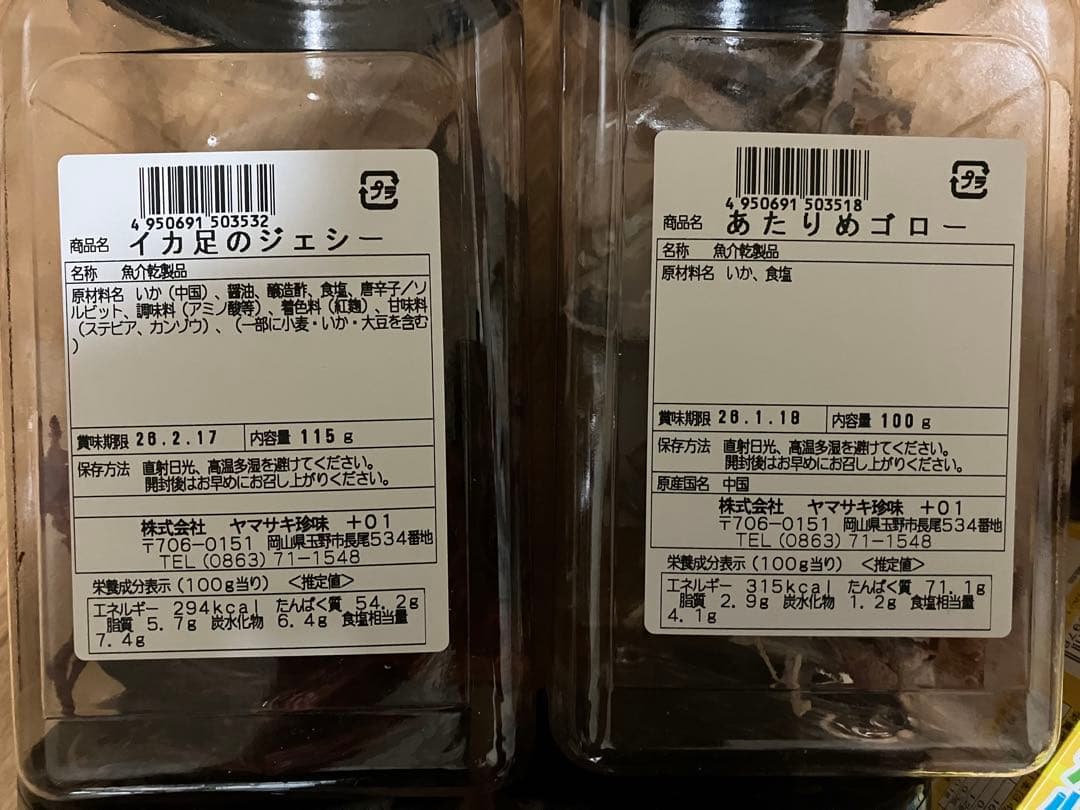 プラ
4 950691 503532
商品名 イカ足のジェシー
名称 魚介乾製品
原材料名 いか（中国）、醤油、醸造酢、食塩、唐辛子／ソ
ルビット、調味料（アミノ酸等）、着色料（紅麹）、甘味料
（ステビア、カンゾウ）、（一部に小麦・いか・大豆を含む
）
賞味期限 26.2.17 内容量 115g
保存方法 直射日光、高温多湿を避けてください。
開封後はお早めにお召し上がりください。
株式会社 ヤマサキ珍味 +01
〒706-0151 岡山県玉野市長尾534番地
TEL（0863）71-1548
栄養成分表示（100g当り） <推定値>
エネルギー 294kcal たんぱく質 54.2g
脂質 5.7g 炭水化物 6.4g 食塩相当量
7.4g
プラ
4 950691 503518
商品名 あたりめゴロー
名称 魚介乾製品
原材料名 いか、食塩
賞味期限 26.1.18 内容量 100g
保存方法 直射日光、高温多湿を避けてください。
開封後はお早めにお召し上がりください。
原産国名 中国
株式会社 ヤマサキ珍味 +01
〒706-0151 岡山県玉野市長尾534番地
TEL（0863）71-1548
栄養成分表示（100g当り） <推定値>
エネルギー 315kcal たんぱく質 71.1g
脂質 2.9g 炭水化物 1.2g 食塩相当量
4.1g